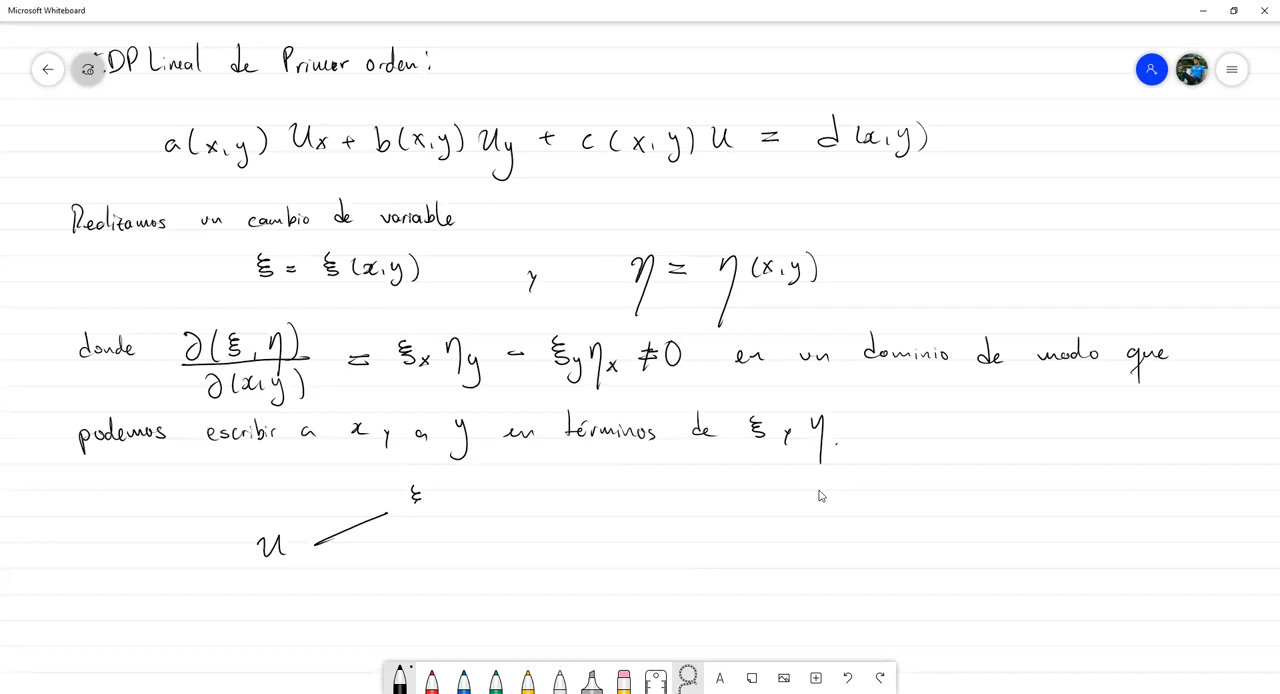 Microsoft Whiteboard
EDP Lineal de Primer orden:
a(x,y) Ux + b(x,y) Uy + c(x,y) U = d(x,y)
Realizamos un cambio de variable
ξ = ξ(x,y) y η = η(x,y)
donde ∂(ξ,η)/∂(x,y) = ξx ηy - ξy ηx ≠ 0 en un dominio de modo que
podemos escribir a x y a y en términos de ξ y η.
ξ
U
A